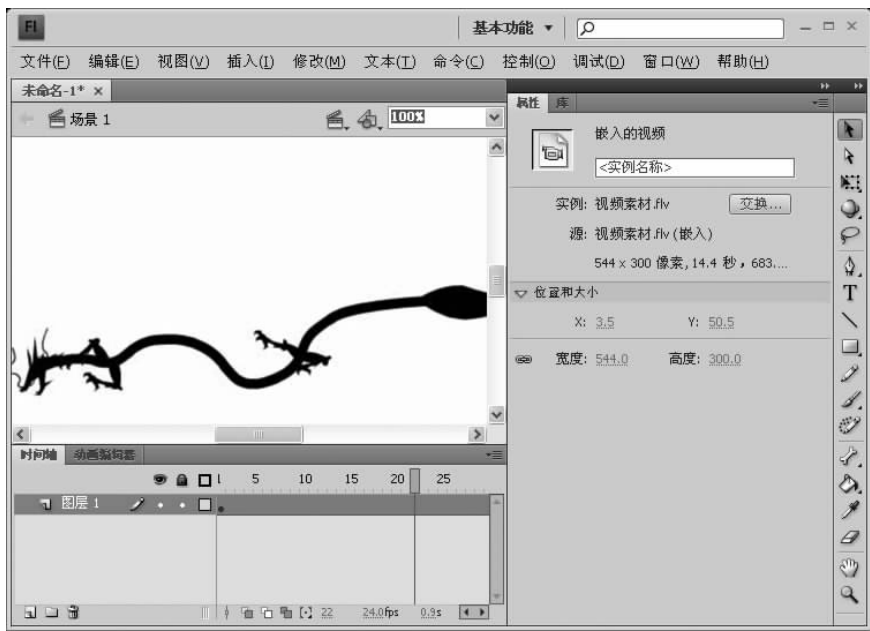 Fl
基本功能
文件(F) 编辑(E) 视图(V) 插入(I) 修改(M) 文本(T) 命令(C) 控制(O) 调试(D) 窗口(W) 帮助(H)
未命名-1* ×
场景 1
100%
属性 库
嵌入的视频
<实例名称>
实例: 视频素材.flv 交换...
源: 视频素材.flv (嵌入)
544 x 300 像素, 14.4 秒, 683....
位置和大小
X: 3.5 Y: 50.5
宽度: 544.0 高度: 300.0
T
时间轴 动画编辑器
1 5 10 15 20 25
图层 1
22 24.0fps 0.9s